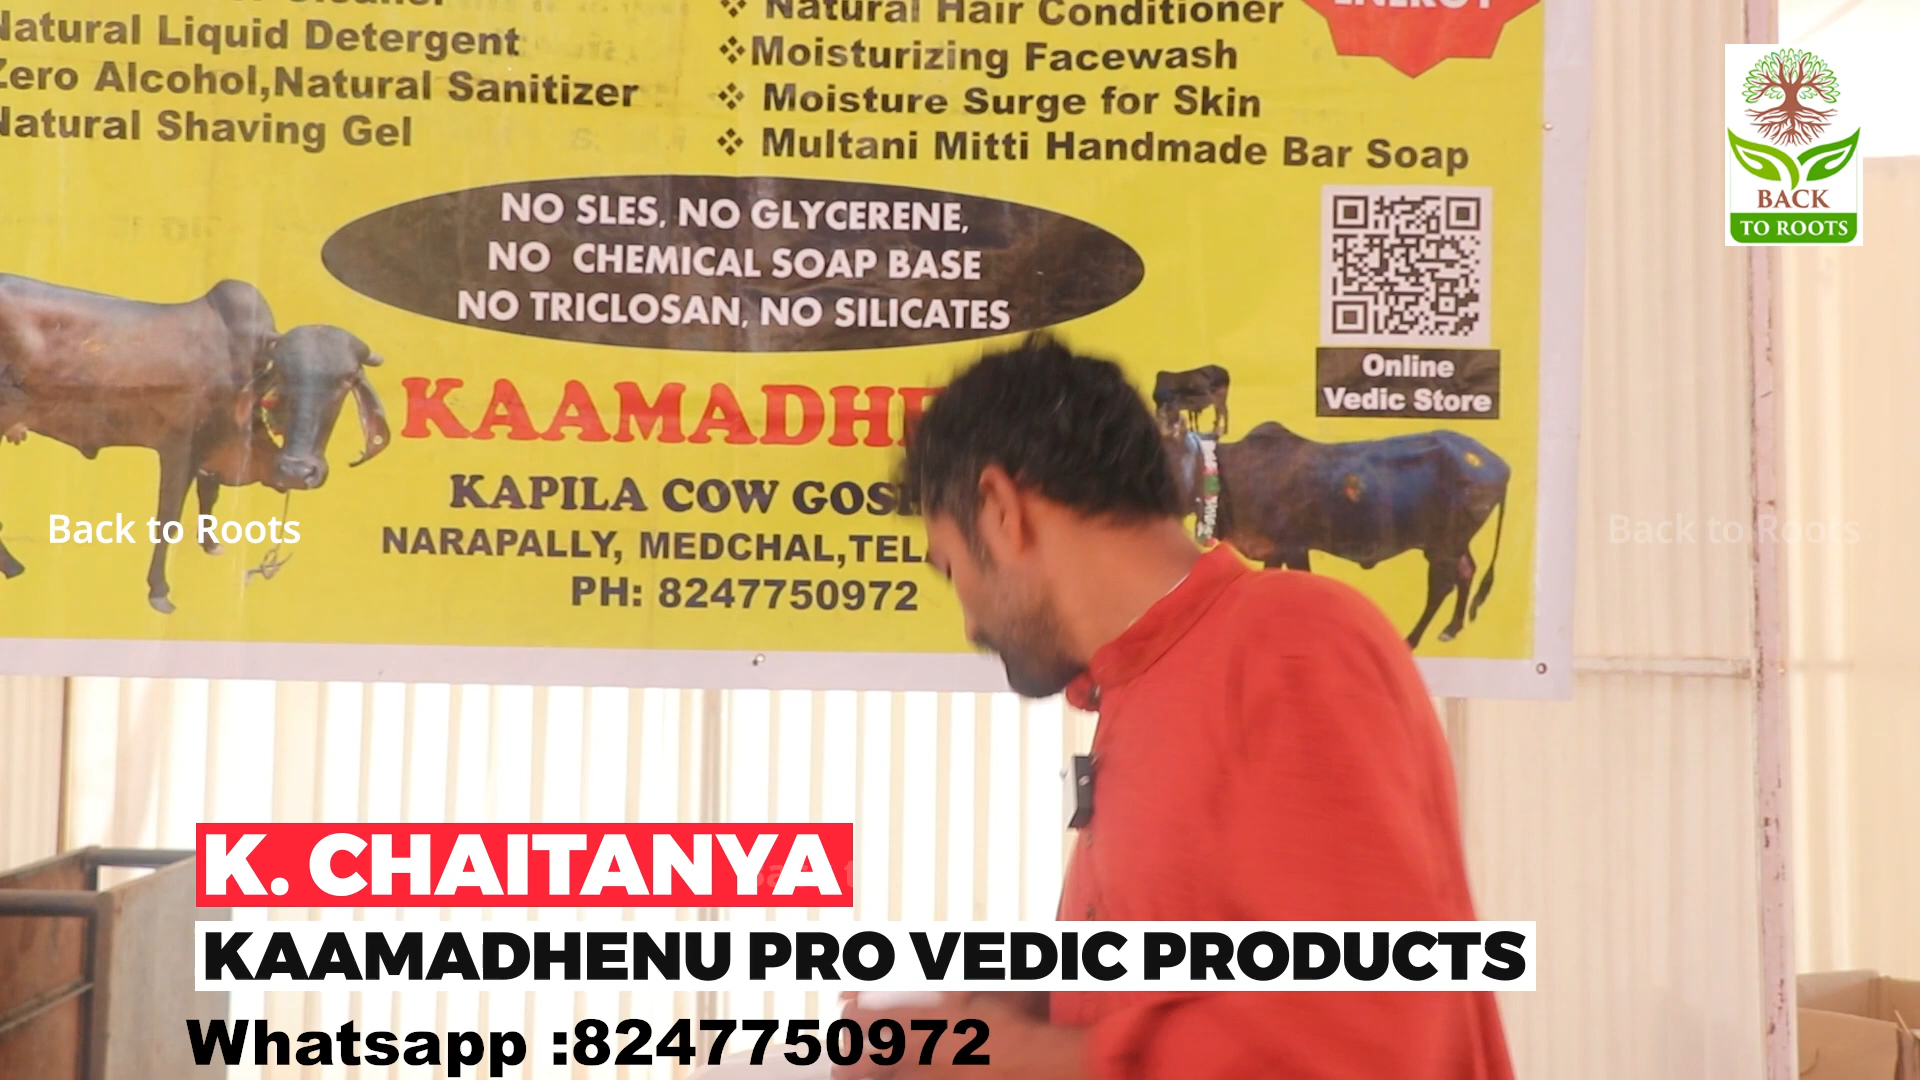 Natural Liquid Detergent
Zero Alcohol,Natural Sanitizer
Natural Shaving Gel
❖ Natural Hair Conditioner
❖Moisturizing Facewash
❖ Moisture Surge for Skin
❖ Multani Mitti Handmade Bar Soap
ENERGY
NO SLES, NO GLYCERENE,
NO CHEMICAL SOAP BASE
NO TRICLOSAN, NO SILICATES
Online
Vedic Store
KAAMADHE
KAPILA COW GOS
NARAPALLY, MEDCHAL,TEL
PH: 8247750972
BACK
TO ROOTS
Back to Roots
Back to Roots
K. CHAITANYA
KAAMADHENU PRO VEDIC PRODUCTS
Whatsapp :8247750972